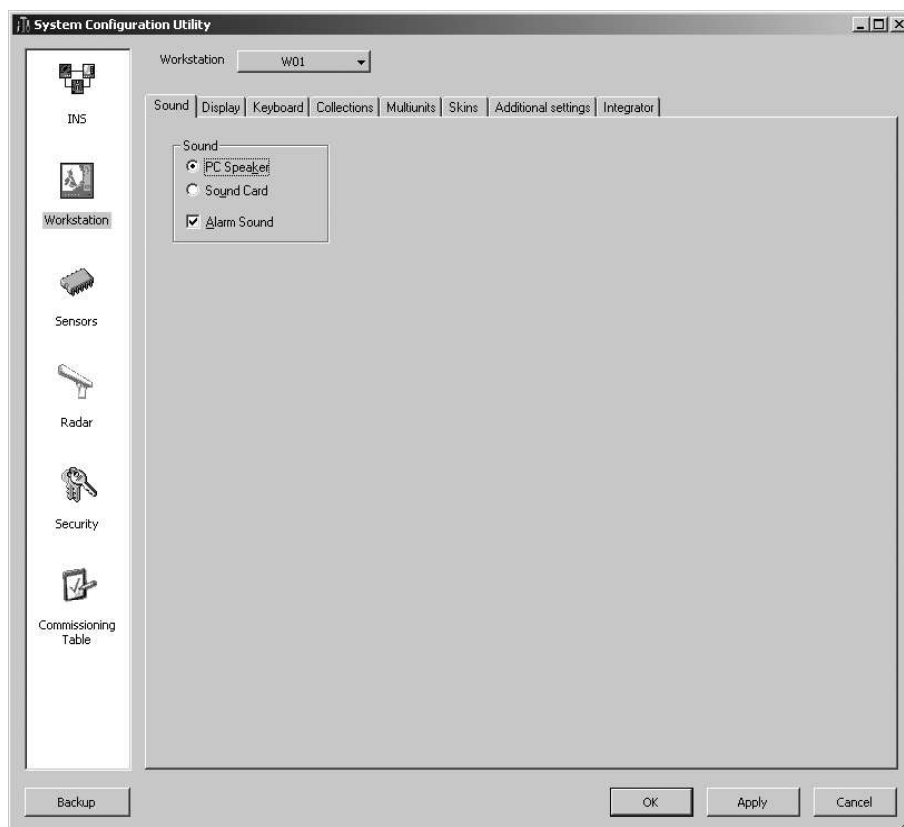 System Configuration Utility
INS
Workstation
Sensors
Radar
Security
Commissioning
Table
Workstation W01
Sound Display Keyboard Collections Multiunits Skins Additional settings Integrator
Sound
PC Speaker
Sound Card
Alarm Sound
Backup OK Apply Cancel